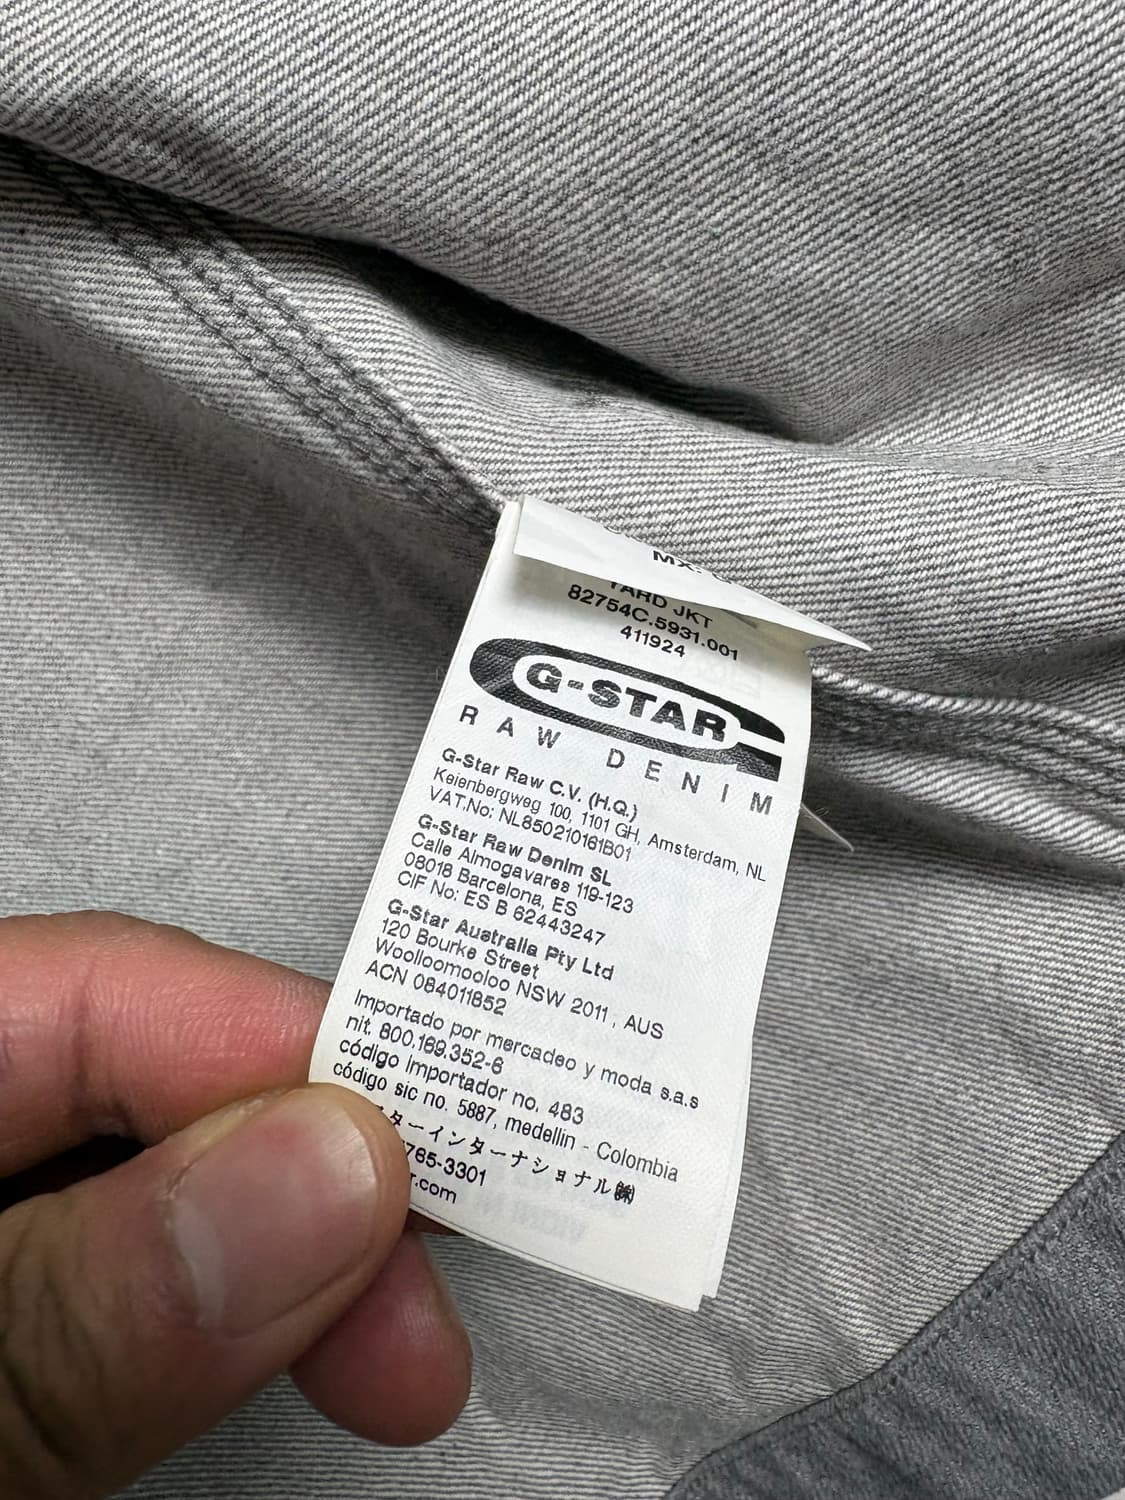 MX:
YARD JKT
82754C.5931.001
411924
G-STAR
RAW DENIM
G-Star Raw C.V. (H.Q.)
Keienbergweg 100, 1101 GH, Amsterdam, NL
VAT.No: NL850210161B01
G-Star Raw Denim SL
Calle Almogavares 119-123
08018 Barcelona, ES
CIF No: ES B 62443247
G-Star Australia Pty Ltd
120 Bourke Street
Woolloomooloo NSW 2011, AUS
ACN 084011852
Importado por mercadeo y moda s.a.s
nit. 800.189.352-6
código Importador no. 483
código sic no. 5887, medellin - Colombia
ターインターナショナル㈱
765-3301
r.com